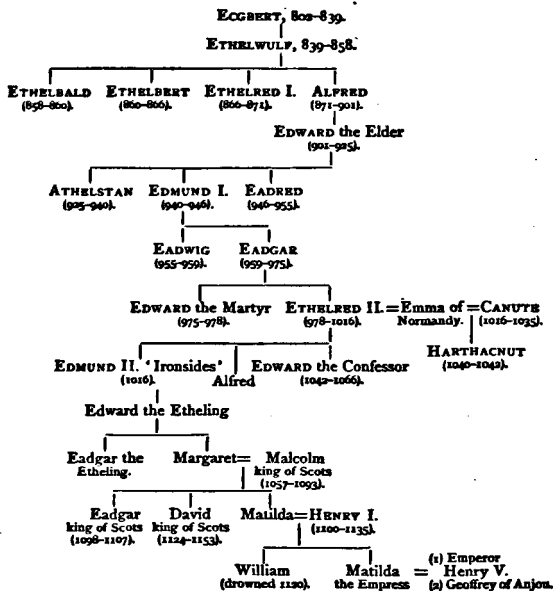 ECGBERT, 802-839.
ETHELWULF, 839-858.
ETHELBALD ETHELBERT ETHELRED I. ALFRED
(858-860). (860-866). (866-871). (871-901).
EDWARD the Elder
(901-925).
ATHELSTAN EDMUND I. EADRED
(925-940). (940-946). (946-955).
EADWIG EADGAR
(955-959). (959-975).
EDWARD the Martyr ETHELRED II. = Emma of = CANUTE
(975-978). (978-1016). Normandy. (1016-1035).
HARTHACNUT
(1040-1042).
EDMUND II. 'Ironsides' Alfred EDWARD the Confessor
(1016). (1042-1066).
Edward the Etheling
Eadgar the Margaret = Malcolm
Etheling. king of Scots
(1057-1093).
Eadgar David Matilda = HENRY I.
king of Scots king of Scots (1100-1135).
(1098-1107). (1124-1153).
William Matilda = (1) Emperor Henry V.
(drowned 1120). the Empress (2) Geoffrey of Anjou.